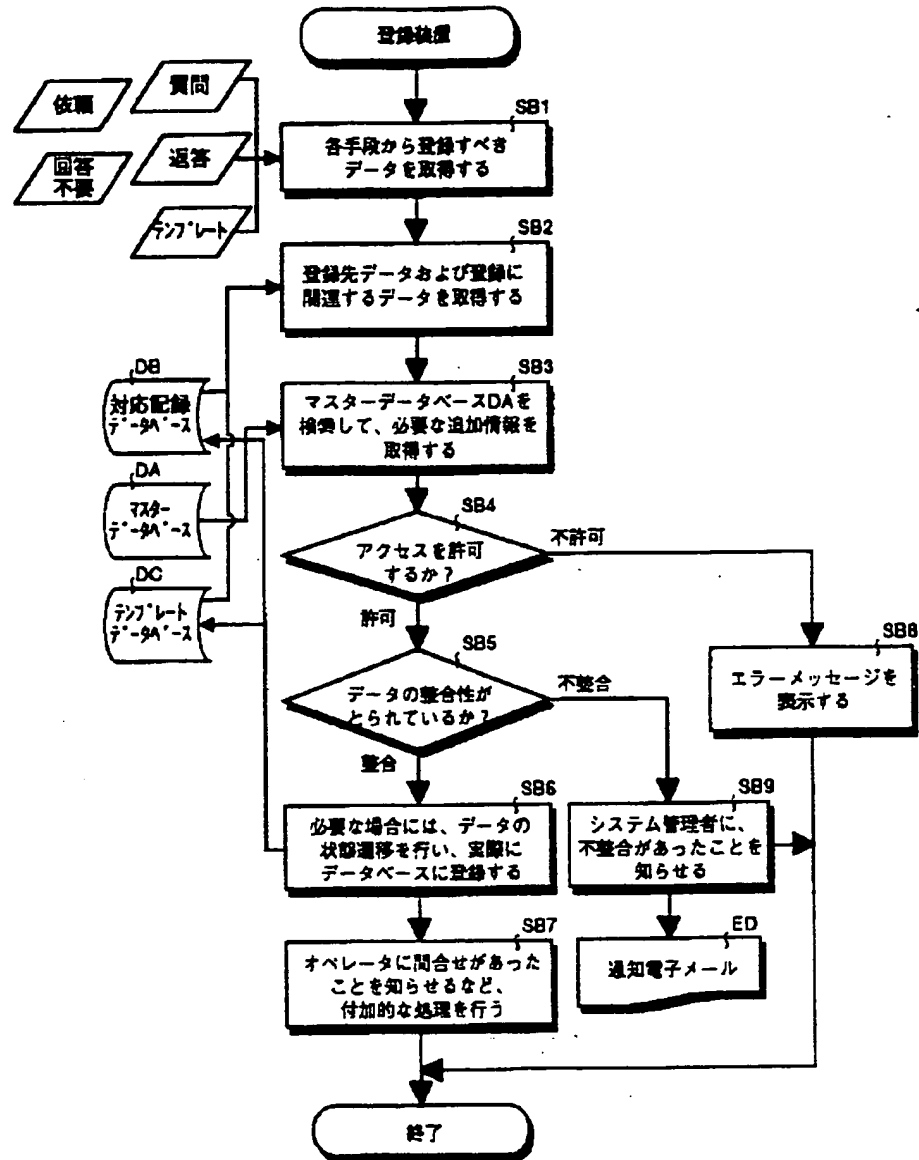 登録装置
依頼
質問
回答
不要
返答
テンプレート
SB1
各手段から登録すべき
データを取得する
SB2
登録先データおよび登録に
関連するデータを取得する
SB3
マスターデータベースDAを
検索して、必要な追加情報を
取得する
DB
対応記録
データベース
DA
マスター
データベース
DC
テンプレート
データベース
SB4
アクセスを許可
するか?
不許可
許可
SB5
データの整合性が
とられているか?
不整合
整合
SB8
エラーメッセージを
表示する
SB6
必要な場合には、データの
状態遷移を行い、実際に
データベースに登録する
SB9
システム管理者に、
不整合があったことを
知らせる
SB7
オペレータに問合せがあった
ことを知らせるなど、
付加的な処理を行う
ED
通知電子メール
終了